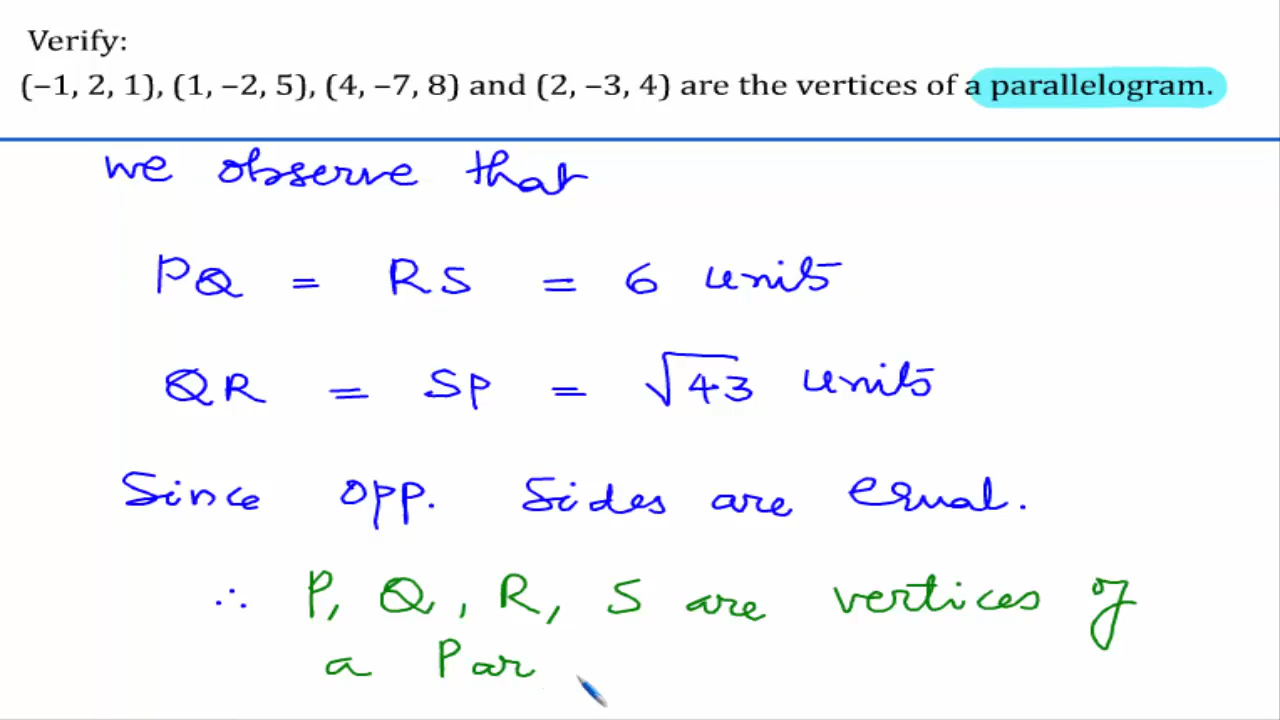 Verify:
(−1, 2, 1), (1, −2, 5), (4, −7, 8) and (2, −3, 4) are the vertices of a parallelogram.
we observe that
PQ = RS = 6 units
QR = SP = √43 units
Since opp. sides are equal.
∴ P, Q, R, S are vertices of
a Par